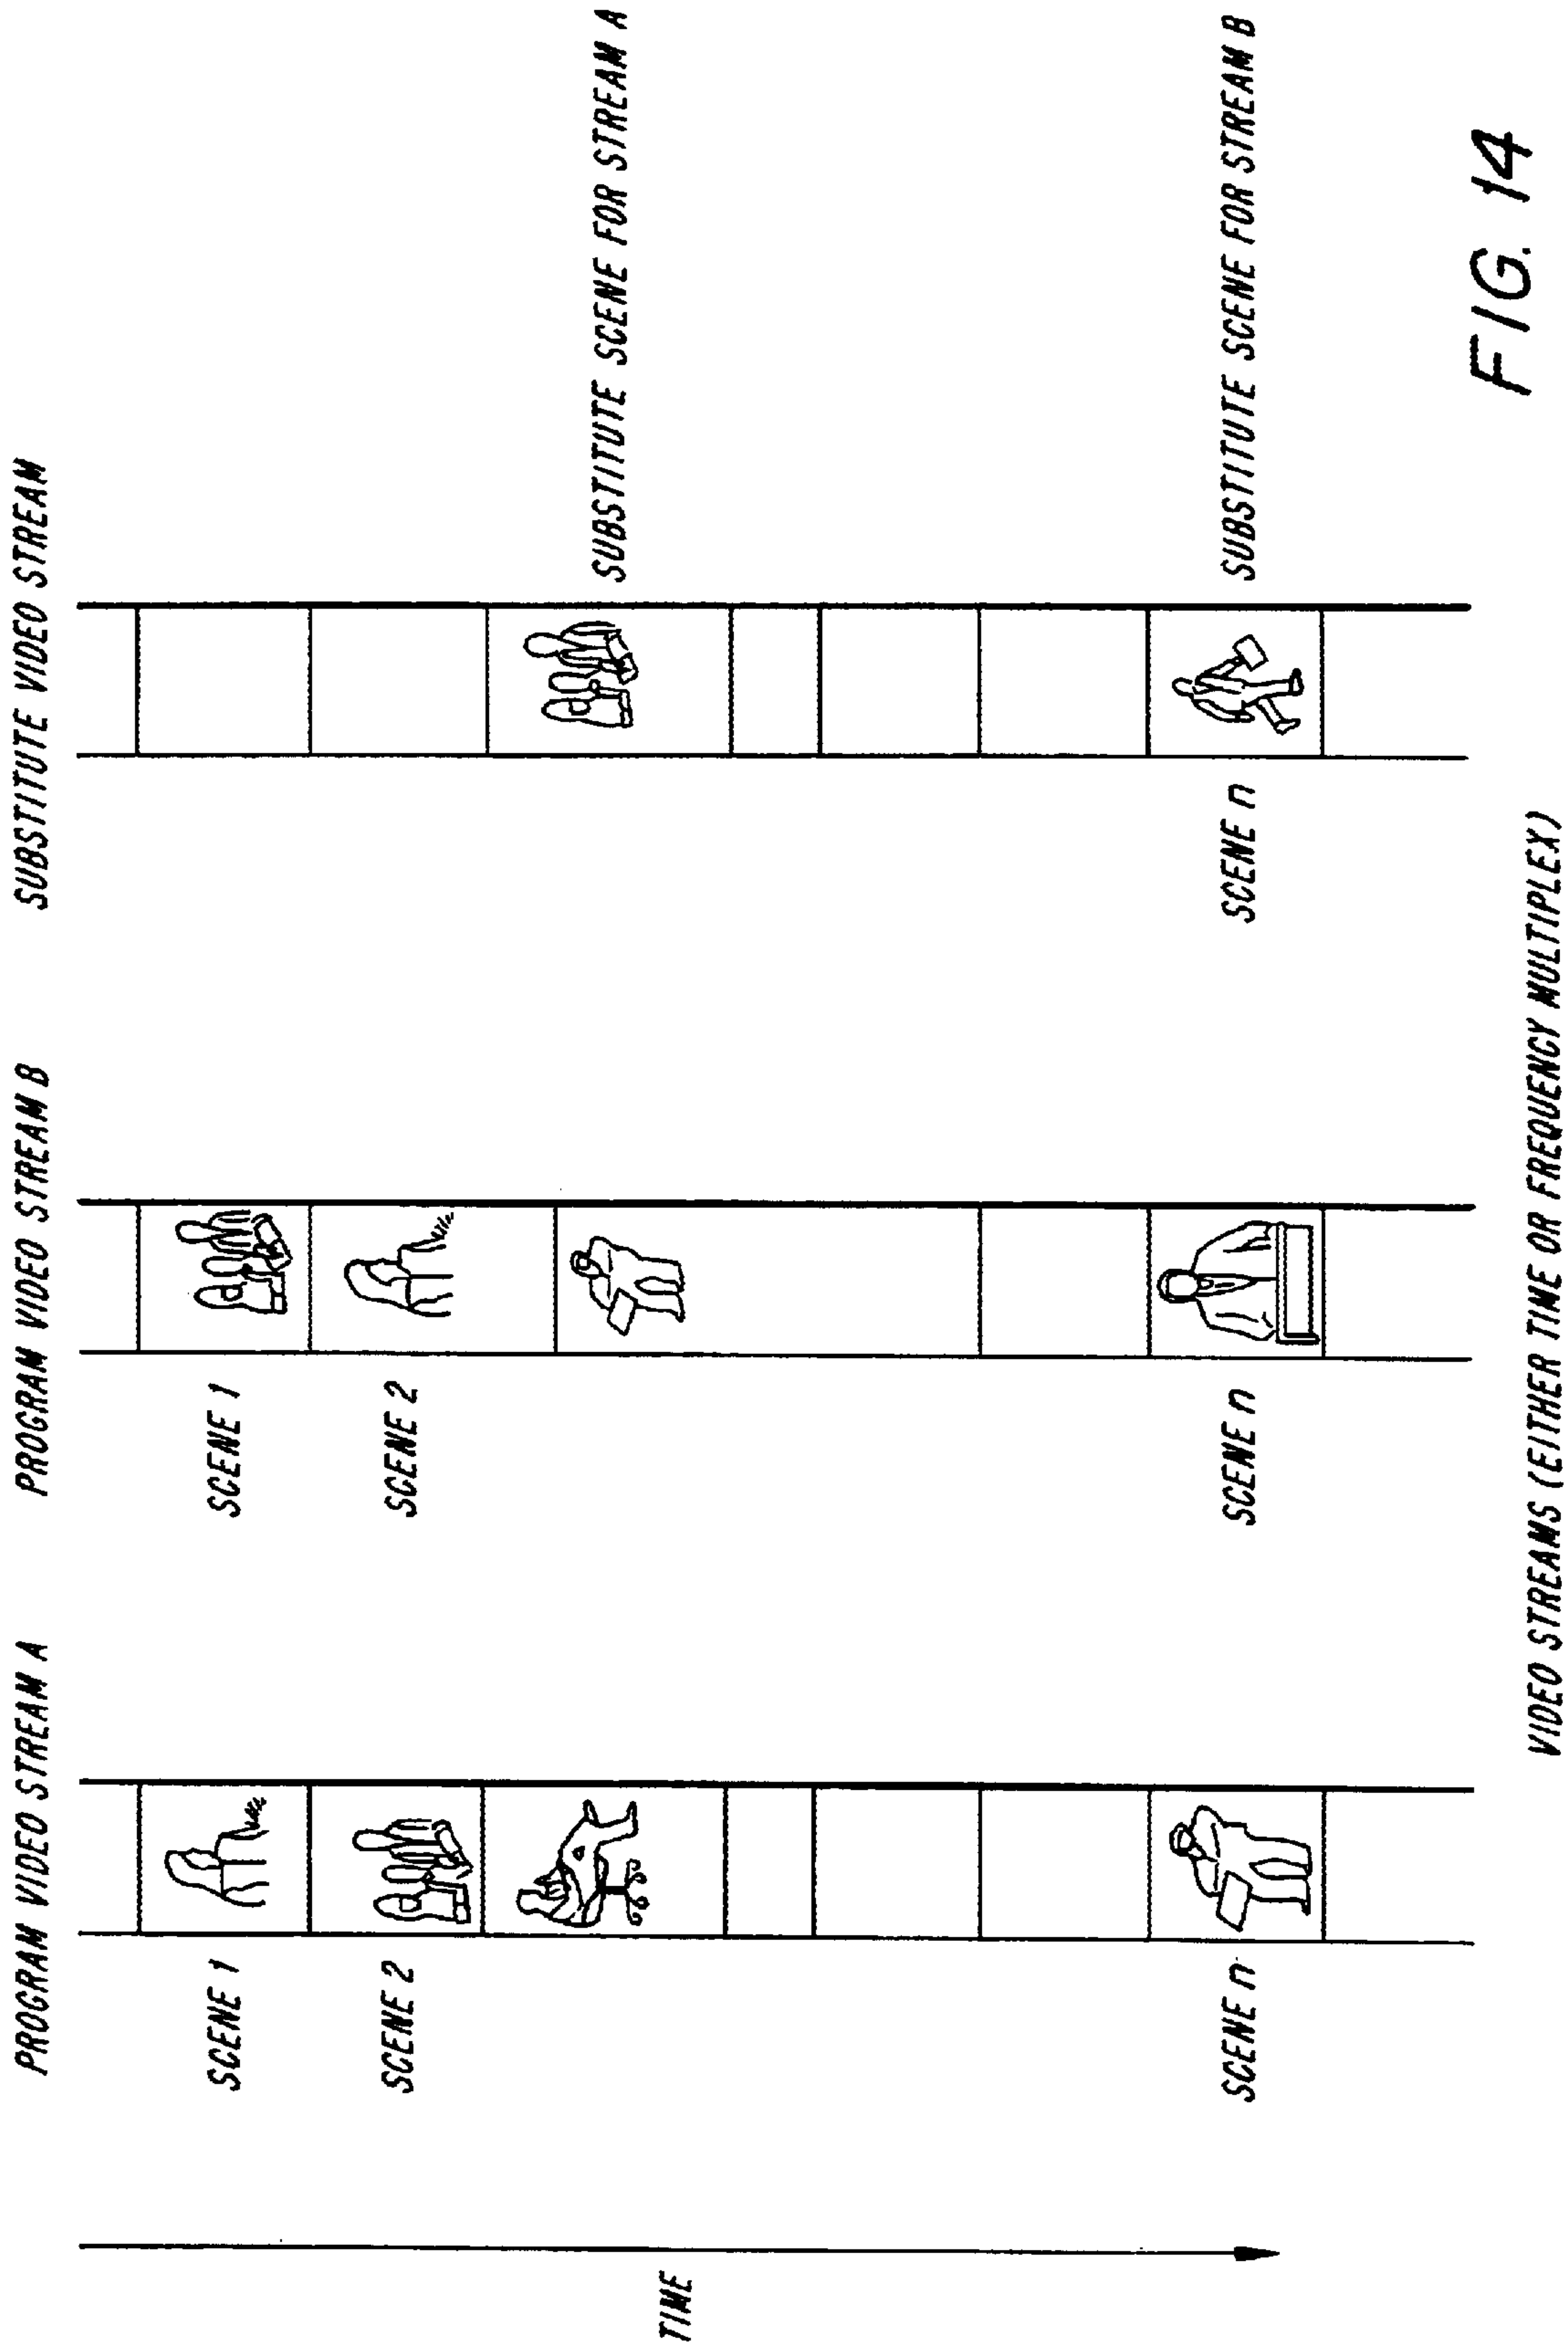 PROGRAM VIDEO STREAM A
PROGRAM VIDEO STREAM B
SUBSTITUTE VIDEO STREAM
SCENE 1
SCENE 1
SCENE 2
SCENE 2
SUBSTITUTE SCENE FOR STREAM A
TIME
SCENE n
SCENE n
SCENE n
SUBSTITUTE SCENE FOR STREAM B
VIDEO STREAMS (EITHER TIME OR FREQUENCY MULTIPLEX)
FIG. 14